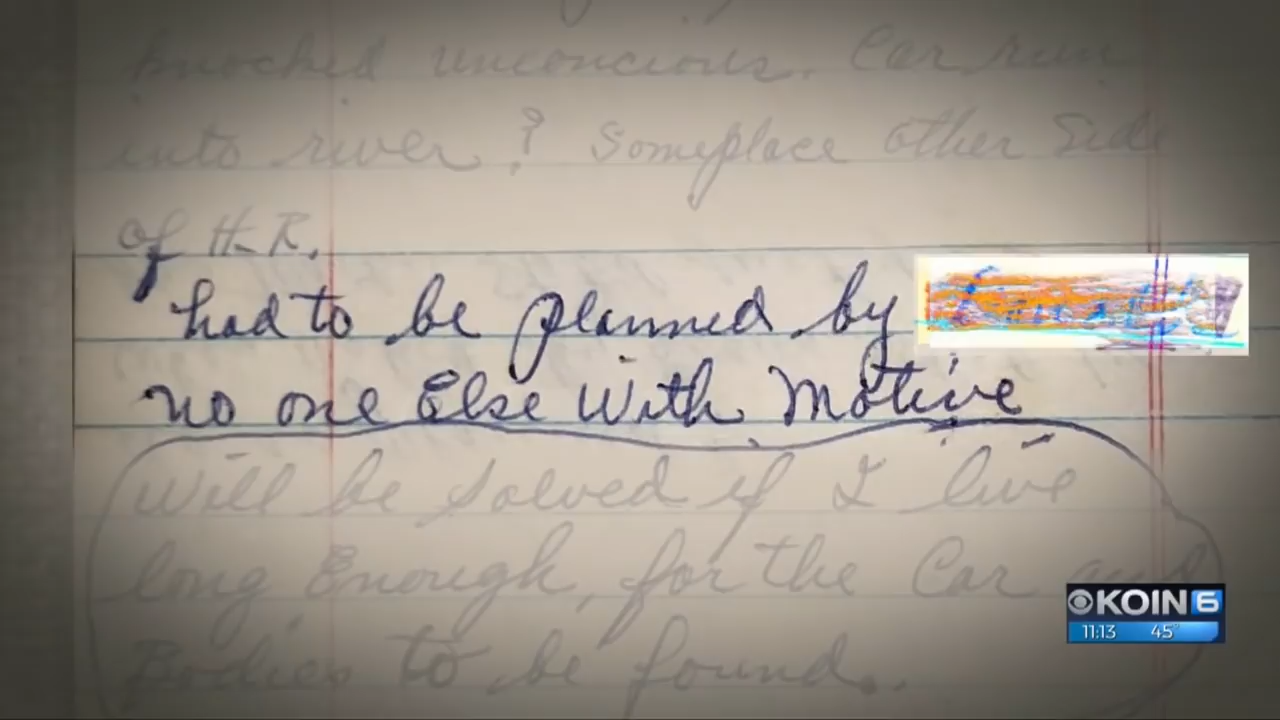 knocked unconcious. Car run
into river? Someplace other Side
of H.R.
had to be planned by
no one Else With Motive
Will be solved if I live
long Enough, for the Car and
Bodies to be found.
KOIN 6
11:13 45°